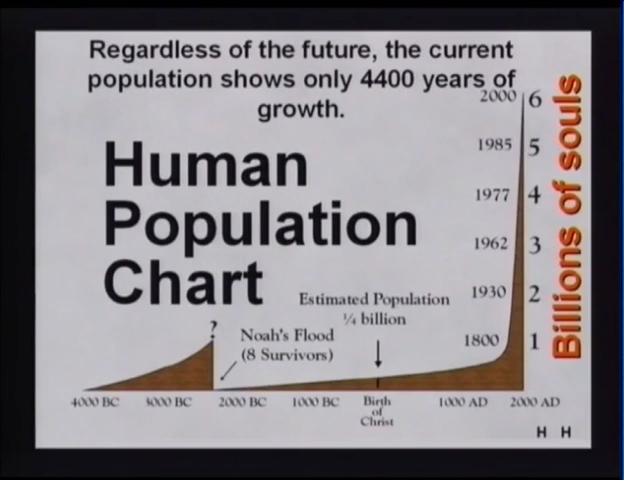 Regardless of the future, the current
population shows only 4400 years of
growth.
Human
Population
Chart
Billions of souls
2000 6
1985 5
1977 4
1962 3
1930 2
1800 1
Estimated Population
¼ billion
?
Noah's Flood
(8 Survivors)
4000 BC 3000 BC 2000 BC 1000 BC Birth of Christ 1000 AD 2000 AD
H H